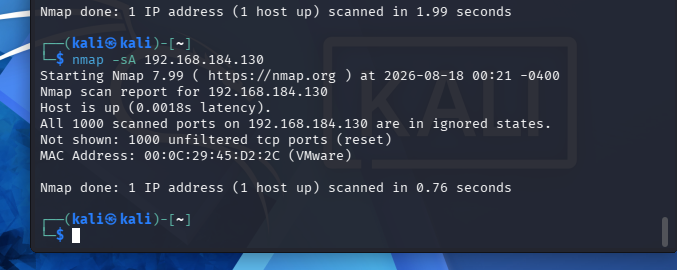 Nmap done: 1 IP address (1 host up) scanned in 1.99 seconds
┌──(kali㉿kali)-[~]
└─$ nmap -sA 192.168.184.130
Starting Nmap 7.99 ( https://nmap.org ) at 2026-08-18 00:21 -0400
Nmap scan report for 192.168.184.130
Host is up (0.0018s latency).
All 1000 scanned ports on 192.168.184.130 are in ignored states.
Not shown: 1000 unfiltered tcp ports (reset)
MAC Address: 00:0C:29:45:D2:2C (VMware)
Nmap done: 1 IP address (1 host up) scanned in 0.76 seconds
┌──(kali㉿kali)-[~]
└─$
KALI